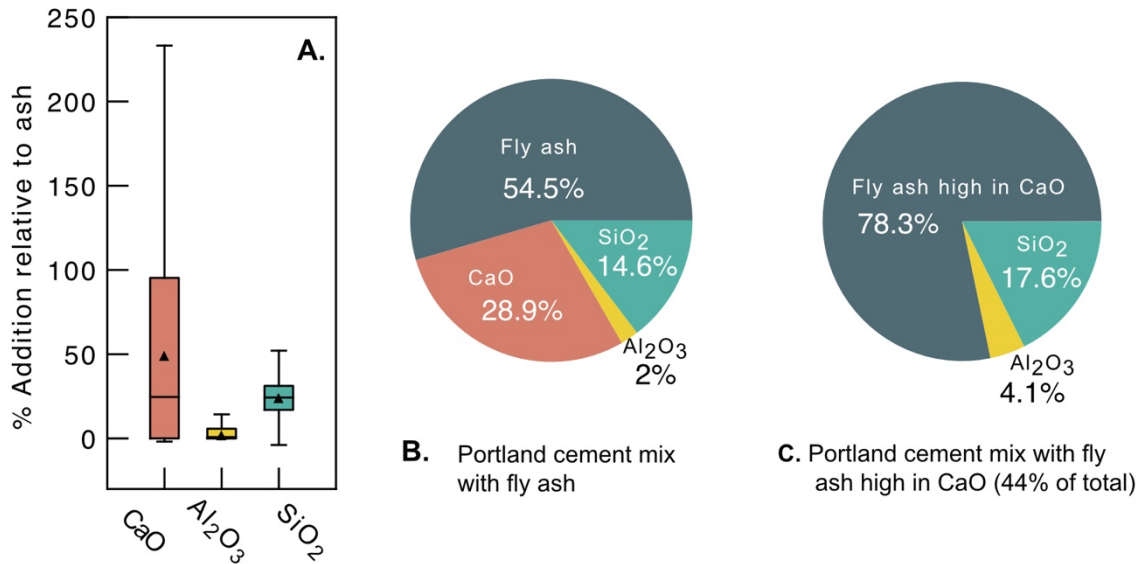 A.
% Addition relative to ash
250
200
150
100
50
0
CaO
Al₂O₃
SiO₂
Fly ash
54.5%
SiO₂
14.6%
CaO
28.9%
Al₂O₃
2%
B. Portland cement mix
with fly ash
Fly ash high in CaO
78.3%
SiO₂
17.6%
Al₂O₃
4.1%
C. Portland cement mix with fly
ash high in CaO (44% of total)